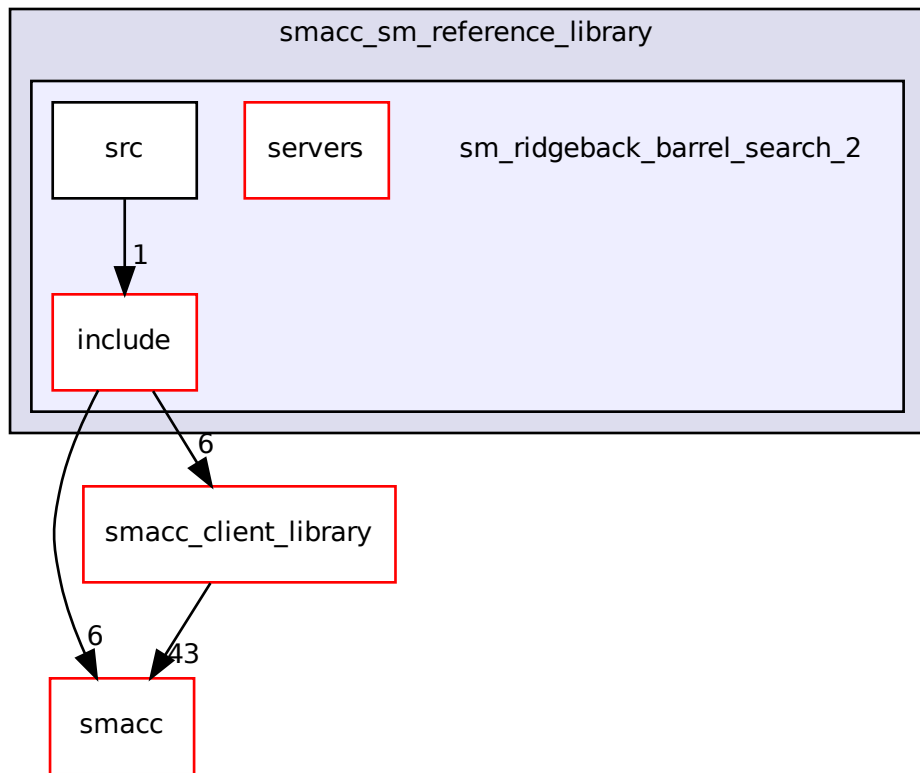 smacc_sm_reference_library
src
servers
sm_ridgeback_barrel_search_2
1
include
6
smacc_client_library
6
43
smacc